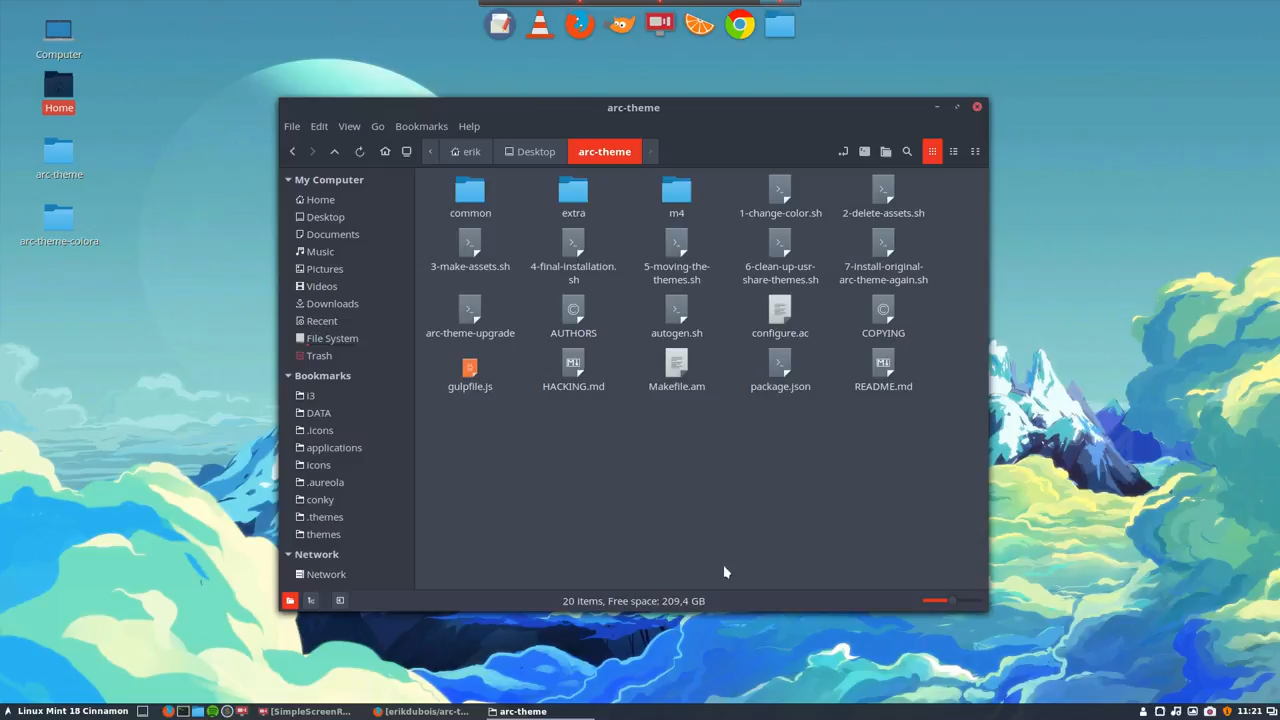 Computer
Home
arc-theme
arc-theme-colora
arc-theme
File Edit View Go Bookmarks Help
erik Desktop arc-theme
My Computer
Home
Desktop
Documents
Music
Pictures
Videos
Downloads
Recent
File System
Trash
Bookmarks
i3
DATA
.icons
applications
icons
.aureola
conky
.themes
themes
Network
Network
common extra m4 1-change-color.sh 2-delete-assets.sh
3-make-assets.sh 4-final-installation. 5-moving-the- 6-clean-up-usr- 7-install-original-
sh themes.sh share-themes.sh arc-theme-again.sh
arc-theme-upgrade AUTHORS autogen.sh configure.ac COPYING
gulpfile.js HACKING.md Makefile.am package.json README.md
20 items, Free space: 209,4 GB
Linux Mint 18 Cinnamon [SimpleScreenR... [erikdubois/arc-t... arc-theme 11:21